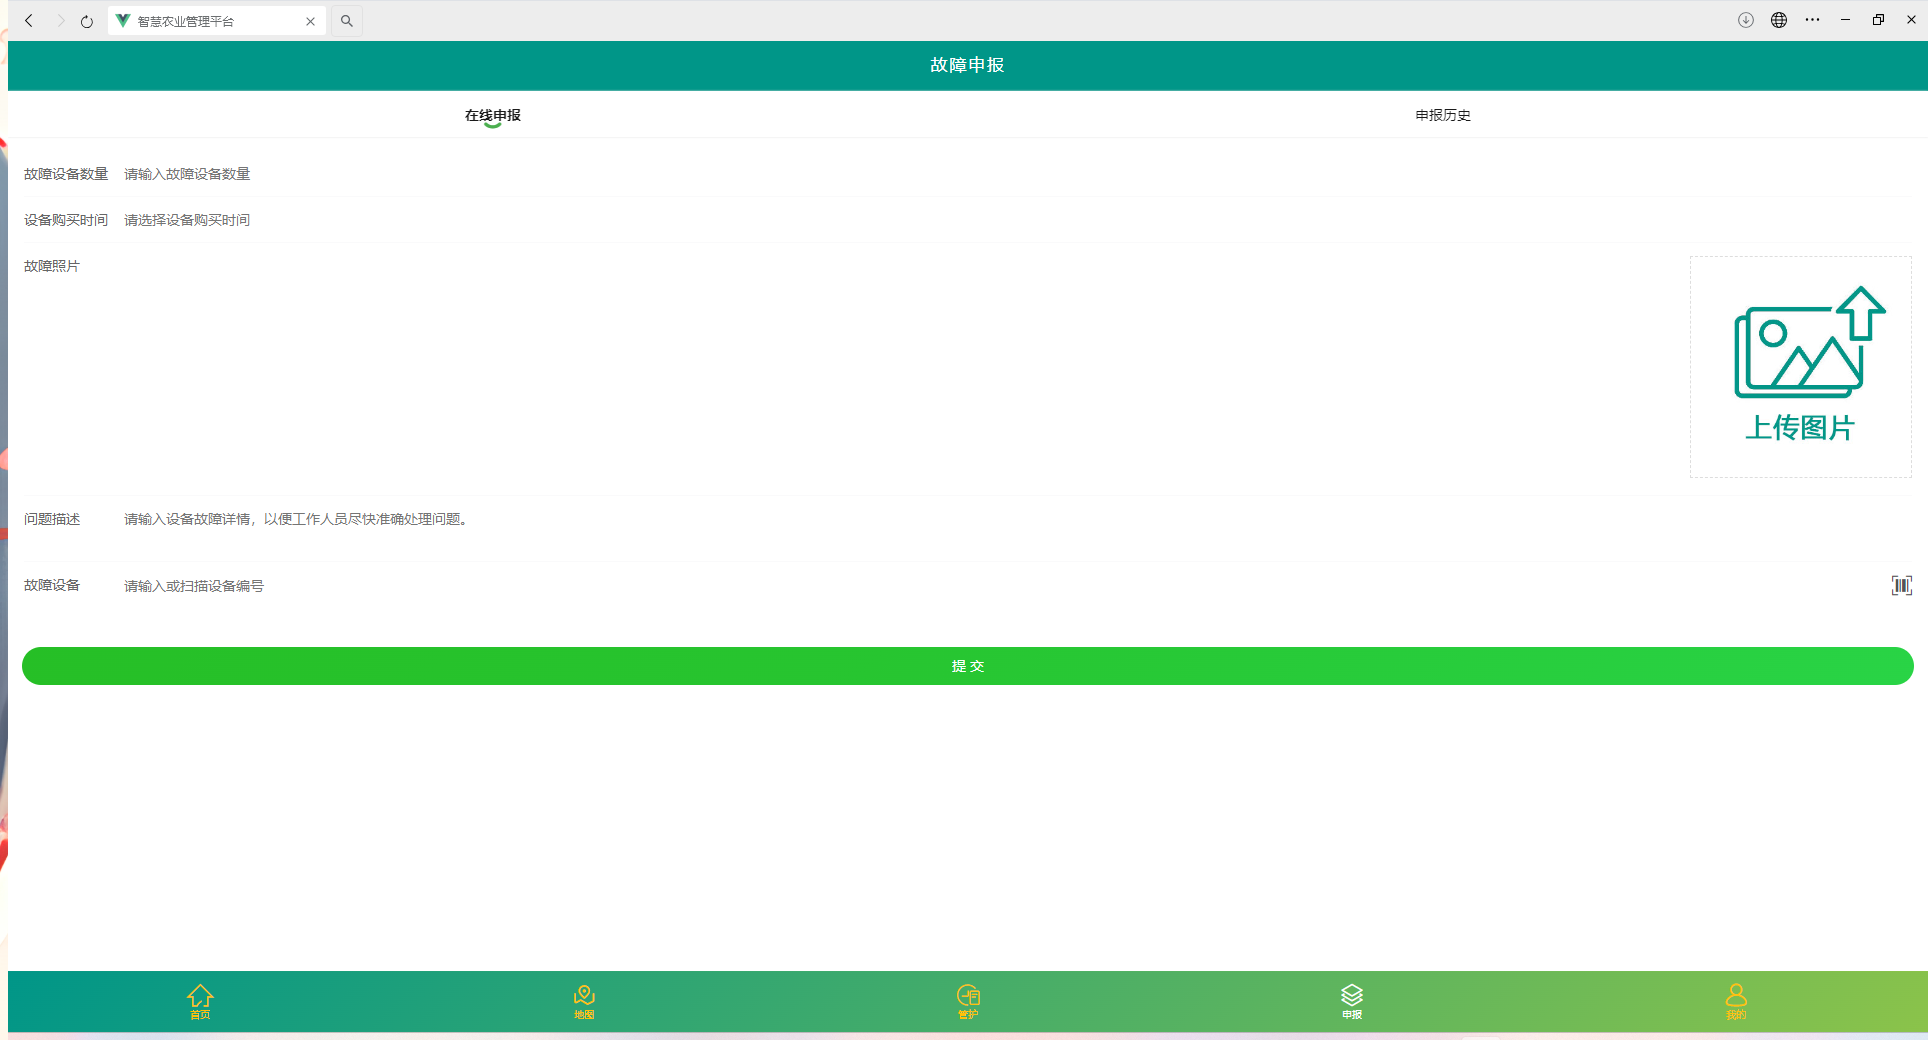 智慧农业管理平台
故障申报
在线申报 申报历史
故障设备数量 请输入故障设备数量
设备购买时间 请选择设备购买时间
故障照片
上传图片
问题描述 请输入设备故障详情，以便工作人员尽快准确处理问题。
故障设备 请输入或扫描设备编号
提 交
首页 地图 管护 申报 我的